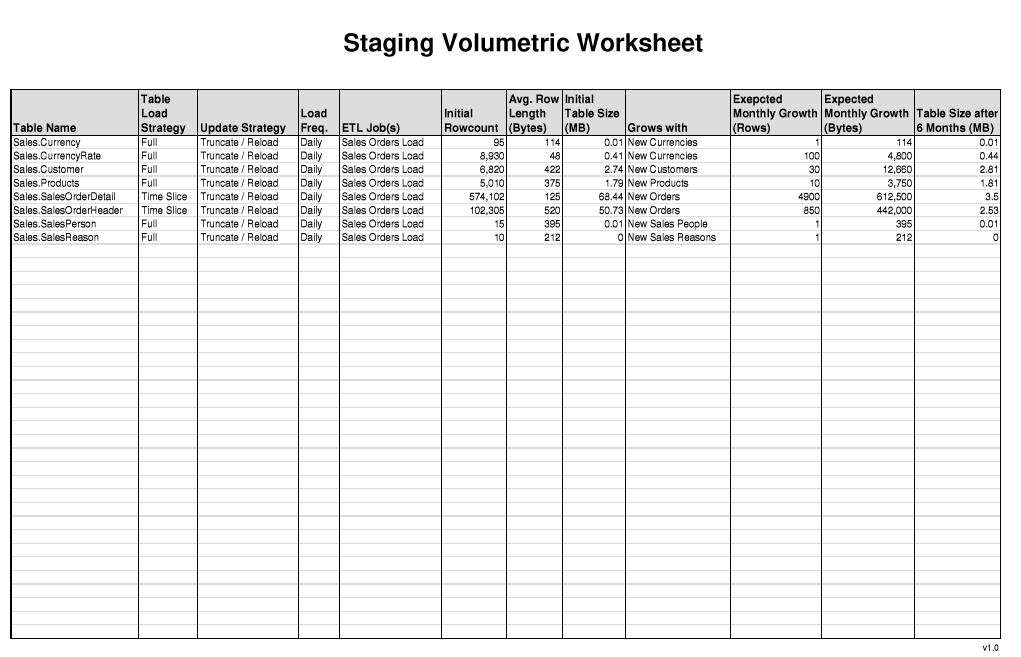 Staging Volumetric Worksheet
Table Name Table Load Strategy Update Strategy Load Freq. ETL Job(s) Initial Rowcount Avg. Row Length (Bytes) Initial Table Size (MB) Grows with Exepcted Monthly Growth (Rows) Expected Monthly Growth (Bytes) Table Size after 6 Months (MB)
Sales.Currency Full Truncate / Reload Daily Sales Orders Load 95 114 0.01 New Currencies 1 114 0.01
Sales.CurrencyRate Full Truncate / Reload Daily Sales Orders Load 8,930 48 0.41 New Currencies 100 4,800 0.44
Sales.Customer Full Truncate / Reload Daily Sales Orders Load 6,820 422 2.74 New Customers 30 12,660 2.81
Sales.Products Full Truncate / Reload Daily Sales Orders Load 5,010 375 1.79 New Products 10 3,750 1.81
Sales.SalesOrderDetail Time Slice Truncate / Reload Daily Sales Orders Load 574,102 125 68.44 New Orders 4900 612,500 3.5
Sales.SalesOrderHeader Time Slice Truncate / Reload Daily Sales Orders Load 102,305 520 50.73 New Orders 850 442,000 2.53
Sales.SalesPerson Full Truncate / Reload Daily Sales Orders Load 15 395 0.01 New Sales People 1 395 0.01
Sales.SalesReason Full Truncate / Reload Daily Sales Orders Load 10 212 0 New Sales Reasons 1 212 0
v1.0